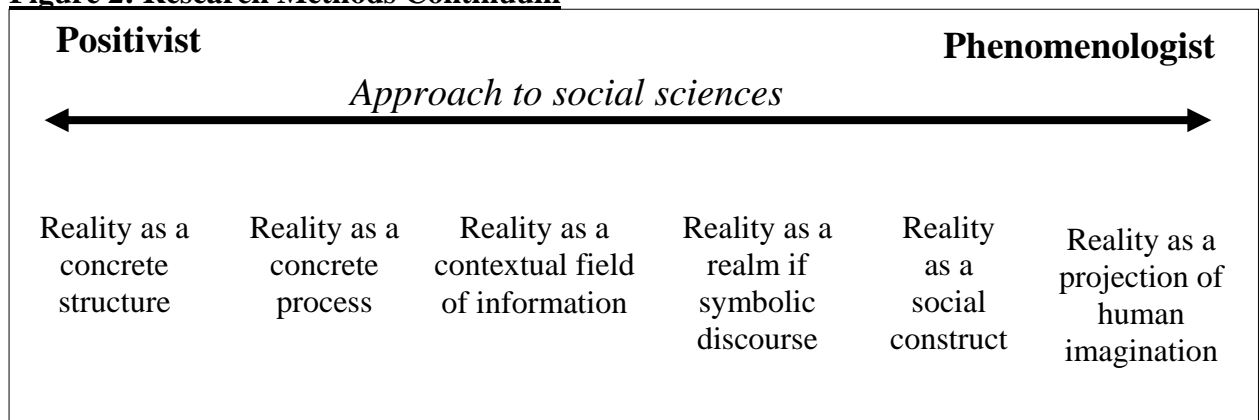 Figure 2: Research Methods Continuum
Positivist
Phenomenologist
Approach to social sciences
Reality as a
concrete
structure
Reality as a
concrete
process
Reality as a
contextual field
of information
Reality as a
realm if
symbolic
discourse
Reality
as a
social
construct
Reality as a
projection of
human
imagination